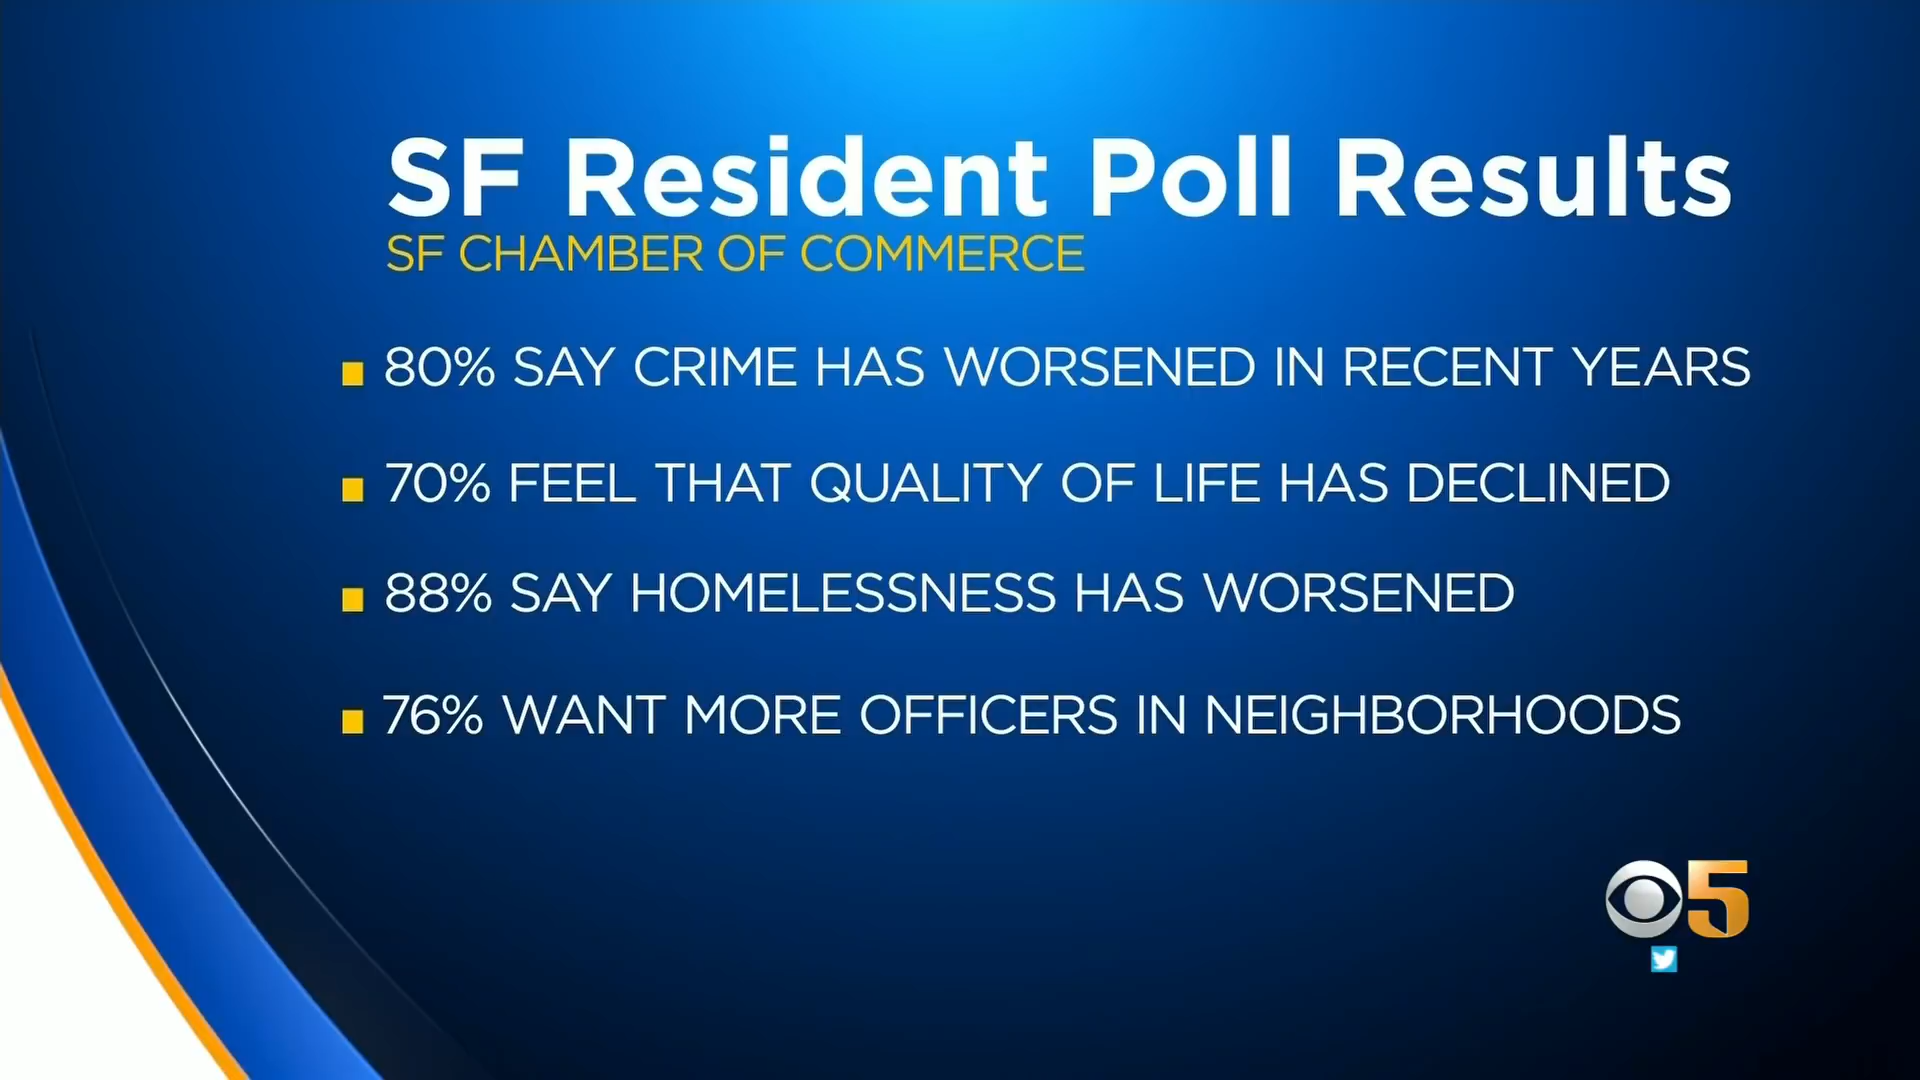 SF Resident Poll Results
SF CHAMBER OF COMMERCE
80% SAY CRIME HAS WORSENED IN RECENT YEARS
70% FEEL THAT QUALITY OF LIFE HAS DECLINED
88% SAY HOMELESSNESS HAS WORSENED
76% WANT MORE OFFICERS IN NEIGHBORHOODS
5